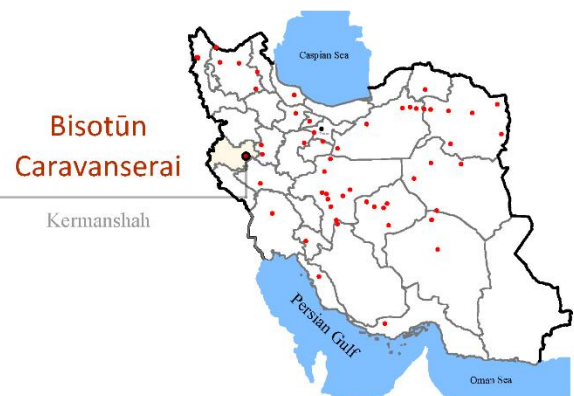 Caspian Sea
Bisotūn
Caravanserai
Kermanshah
Persian Gulf
Oman Sea